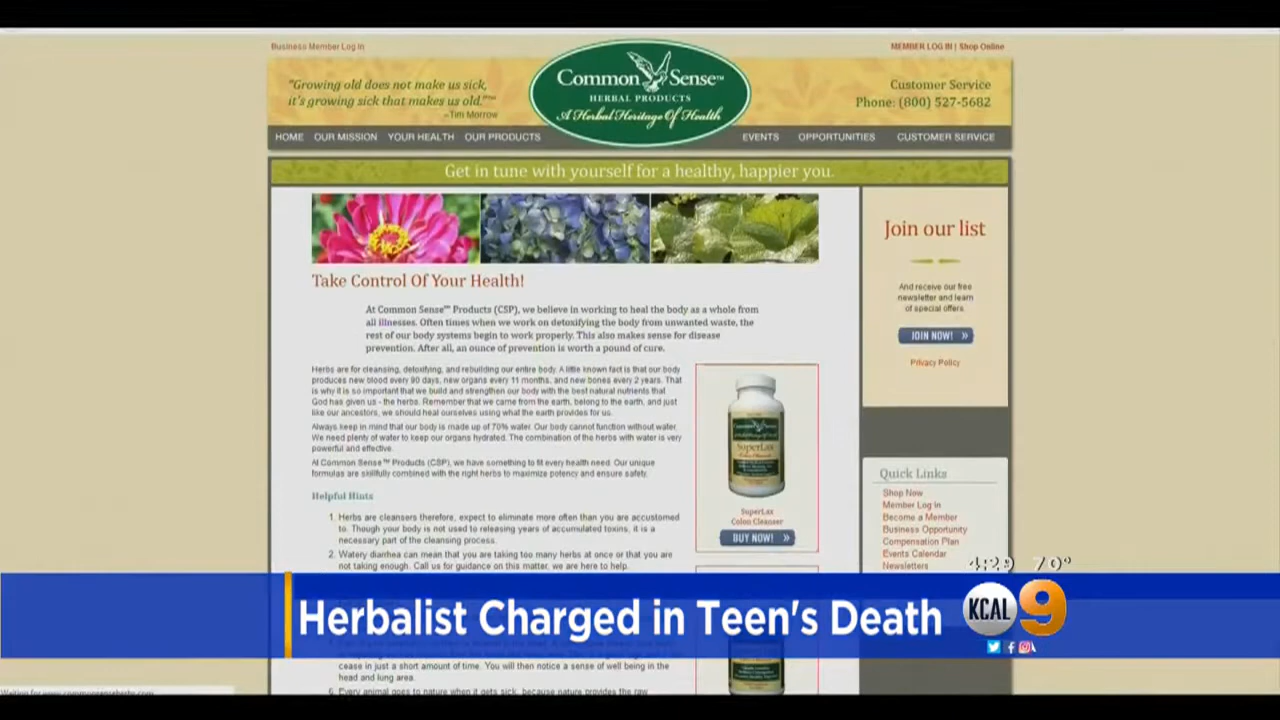 Business Member Log In
MEMBER LOG IN | Shop Online
"Growing old does not make us sick,
it's growing sick that makes us old."™
~Tim Morrow
Common Sense™
HERBAL PRODUCTS
A Herbal Heritage Of Health
Customer Service
Phone: (800) 527-5682
HOME OUR MISSION YOUR HEALTH OUR PRODUCTS
EVENTS OPPORTUNITIES CUSTOMER SERVICE
Get in tune with yourself for a healthy, happier you.
Take Control Of Your Health!
At Common Sense™ Products (CSP), we believe in working to heal the body as a whole from
all illnesses. Often times when we work on detoxifying the body from unwanted waste, the
rest of our body systems begin to work properly. This also makes sense for disease
prevention. After all, an ounce of prevention is worth a pound of cure.
Herbs are for cleansing, detoxifying, and rebuilding our entire body. A little known fact is that our body
produces new blood every 90 days, new organs every 11 months, and new bones every 2 years. That
is why it is so important that we build and strengthen our body with the best natural nutrients that
God has given us - the herbs. Remember that we came from the earth, belong to the earth, and just
like our ancestors, we should heal ourselves using what the earth provides for us.
Always keep in mind that our body is made up of 70% water. Our body cannot function without water.
We need plenty of water to keep our organs hydrated. The combination of the herbs with water is very
powerful and effective.
At Common Sense™ Products (CSP), we have something to fit every health need. Our unique
formulas are skillfully combined with the right herbs to maximize potency and ensure safety.
Helpful Hints
1. Herbs are cleansers therefore, expect to eliminate more often than you are accustomed
to. Though your body is not used to releasing years of accumulated toxins, it is a
necessary part of the cleansing process.
2. Watery diarrhea can mean that you are taking too many herbs at once or that you are
not taking enough. Call us for guidance on this matter, we are here to help.
Common Sense
SuperLax
SuperLax
Colon Cleanser
BUY NOW! »
Join our list
And receive our free
newsletter and learn
of special offers
JOIN NOW! »
Privacy Policy
Quick Links
Shop Now
Member Log In
Become a Member
Business Opportunity
Compensation Plan
Events Calendar
Newsletters
4:29 70°
Herbalist Charged in Teen's Death
KCAL 9
cease in just a short amount of time. You will then notice a sense of well being in the
head and lung area.
6. Every animal goes to nature when it gets sick, because nature provides the raw
Waiting for www.commonsenseherbs.com